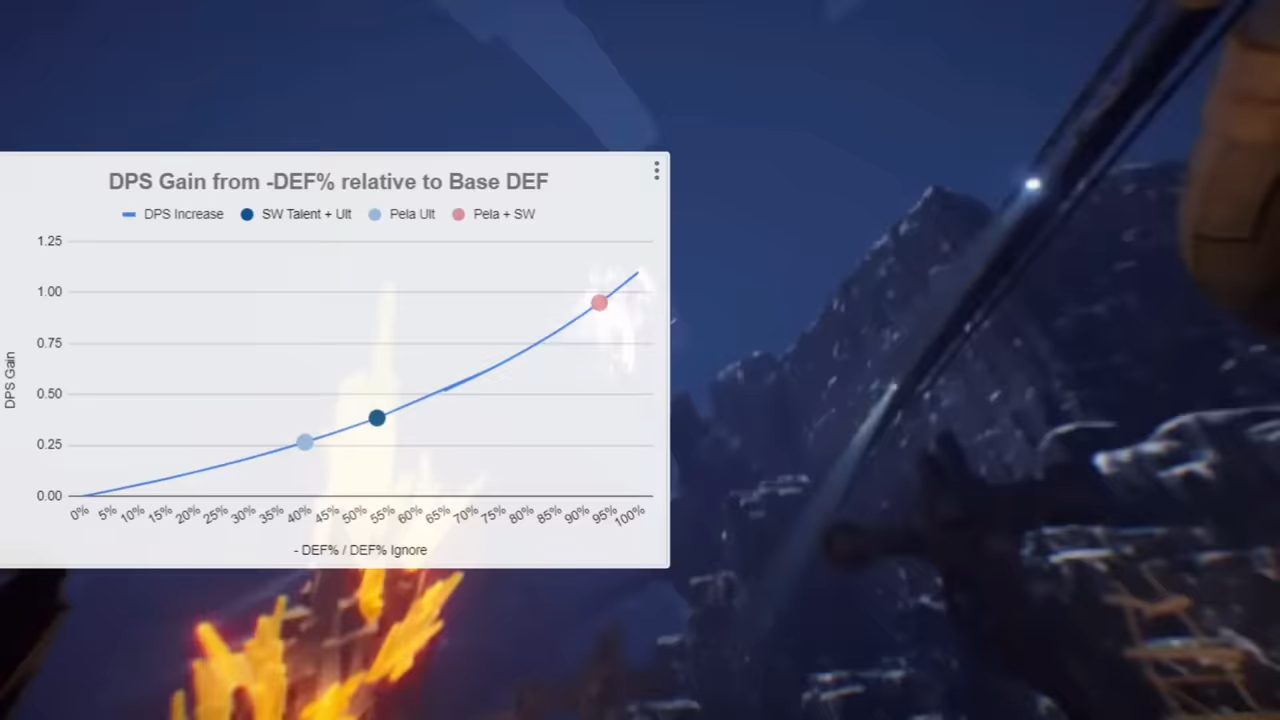 DPS Gain from -DEF% relative to Base DEF
DPS Increase SW Talent + Ult Pela Ult Pela + SW
1.25
1.00
0.75
0.50
0.25
0.00
DPS Gain
0% 5% 10% 15% 20% 25% 30% 35% 40% 45% 50% 55% 60% 65% 70% 75% 80% 85% 90% 95% 100%
- DEF% / DEF% Ignore